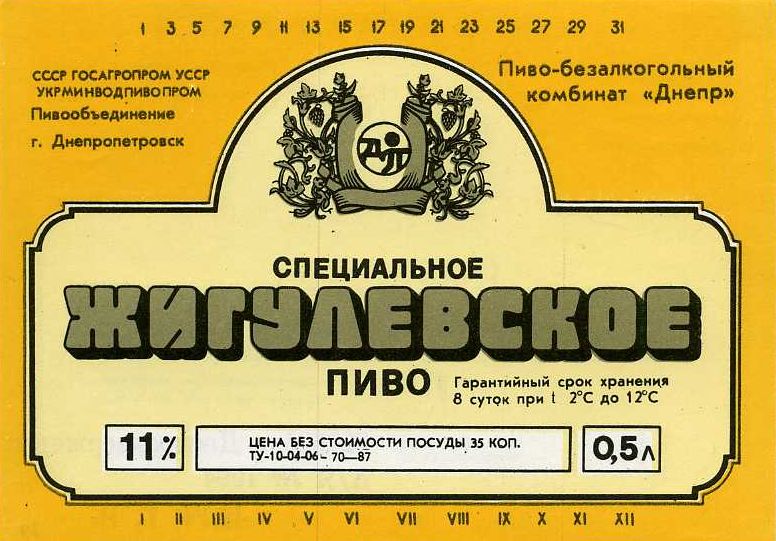 1 3 5 7 9 11 13 15 17 19 21 23 25 27 29 31
СССР ГОСАГРОПРОМ УССР
УКРМИНВОДПИВОПРОМ
Пивообъединение
г. Днепропетровск
Пиво-безалкогольный
комбинат «Днепр»
ДП
СПЕЦИАЛЬНОЕ
ЖИГУЛЕВСКОЕ
ПИВО
Гарантийный срок хранения
8 суток при t 2°С до 12°С
11%
ЦЕНА БЕЗ СТОИМОСТИ ПОСУДЫ 35 КОП.
ТУ-10-04-06-70-87
0,5л
I II III IV V VI VII VIII IX X XI XII